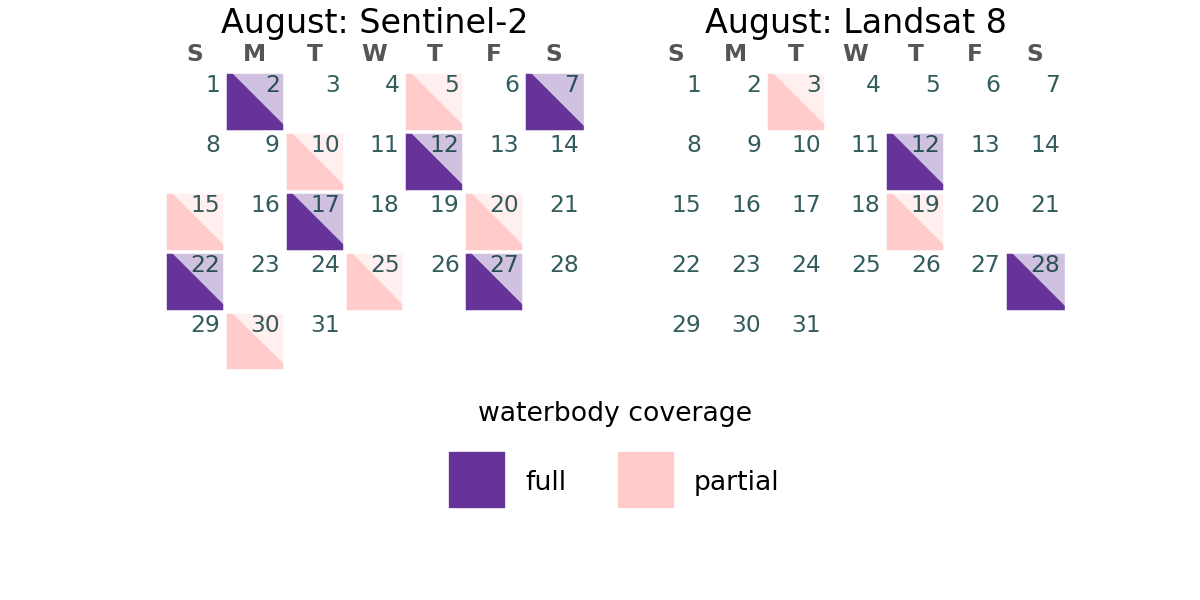 August: Sentinel-2
S M T W T F S
1 2 3 4 5 6 7
8 9 10 11 12 13 14
15 16 17 18 19 20 21
22 23 24 25 26 27 28
29 30 31
August: Landsat 8
S M T W T F S
1 2 3 4 5 6 7
8 9 10 11 12 13 14
15 16 17 18 19 20 21
22 23 24 25 26 27 28
29 30 31
waterbody coverage
full
partial